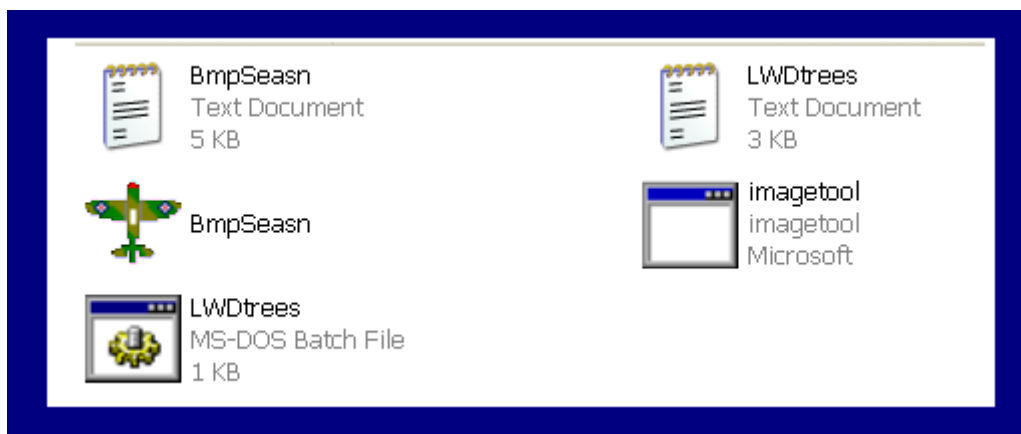 BmpSeasn
Text Document
5 KB
LWDtrees
Text Document
3 KB
BmpSeasn
imagetool
imagetool
Microsoft
LWDtrees
MS-DOS Batch File
1 KB